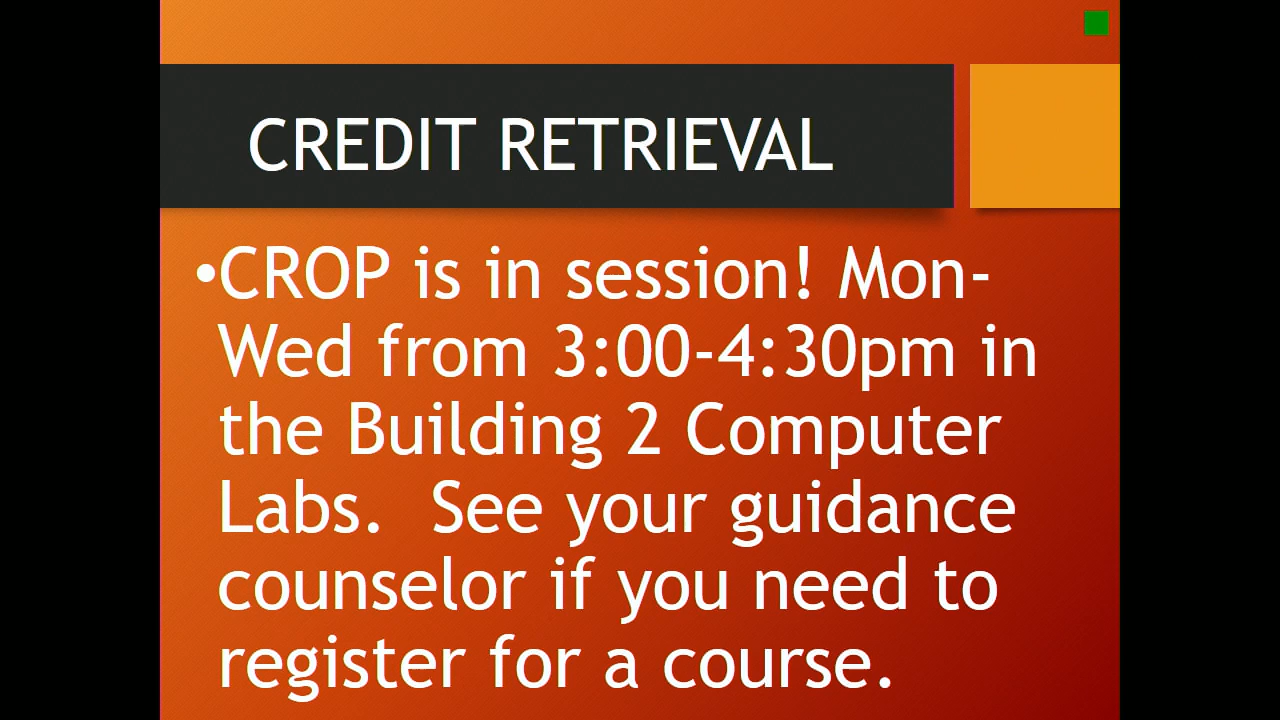 CREDIT RETRIEVAL
•CROP is in session! Mon-
Wed from 3:00-4:30pm in
the Building 2 Computer
Labs.  See your guidance
counselor if you need to
register for a course.